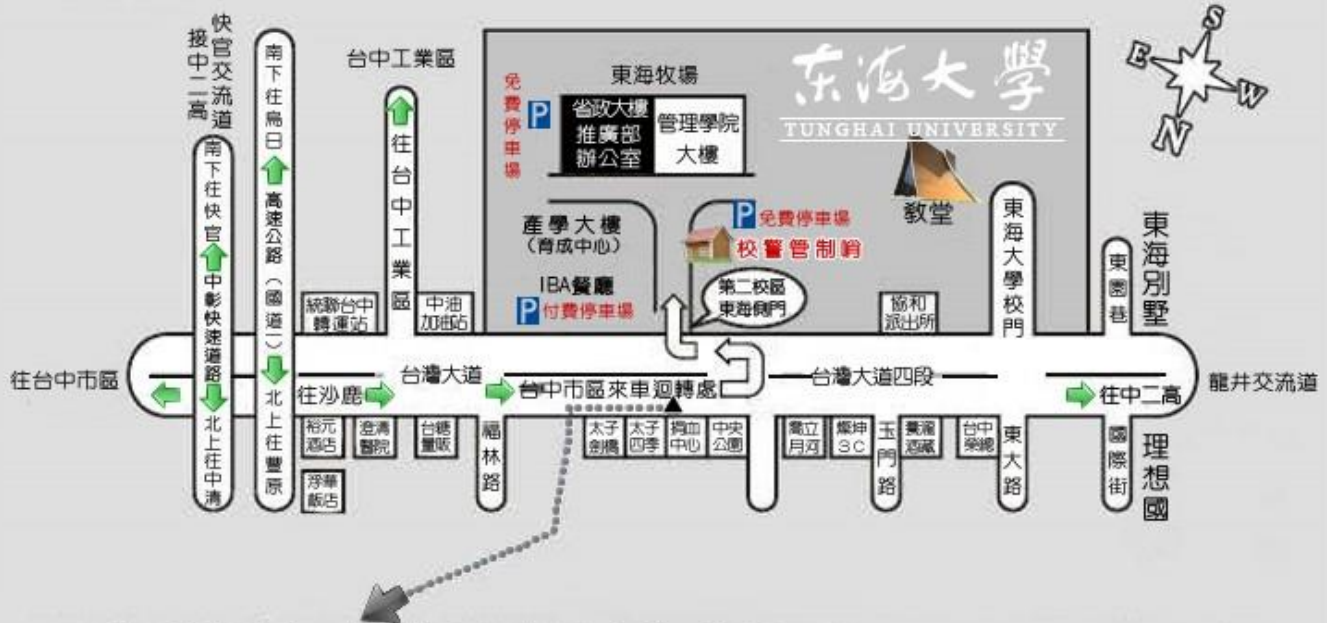 快官交流道
接中二高
南下往快官
中彰快速道路
北上往中清
南下往烏日
高速公路(國道一)
北上往豐原
台中工業區
往台中工業區
免費停車場
P
東海牧場
省政大樓
推廣部
辦公室
管理學院
大樓
东海大學
TUNGHAI UNIVERSITY
教堂
S
E
W
N
產學大樓
(育成中心)
P 免費停車場
校警管制哨
IBA餐廳
P 付費停車場
第二校區
東海側門
統聯台中
轉運站
中油
加油站
協和
派出所
東海大學校門
東園巷
東海別墅
往台中市區
往沙鹿
台灣大道
台中市區來車迴轉處
台灣大道四段
往中二高
龍井交流道
裕元
酒店
澄清
醫院
台糖
量販
福林路
太子
劍橋
太子
四季
捐血
中心
中央
公園
喬立
月河
燦坤
3C
玉門路
景瀧
酒藏
台中
榮總
東大路
國際街
理想國
浮華
飯店